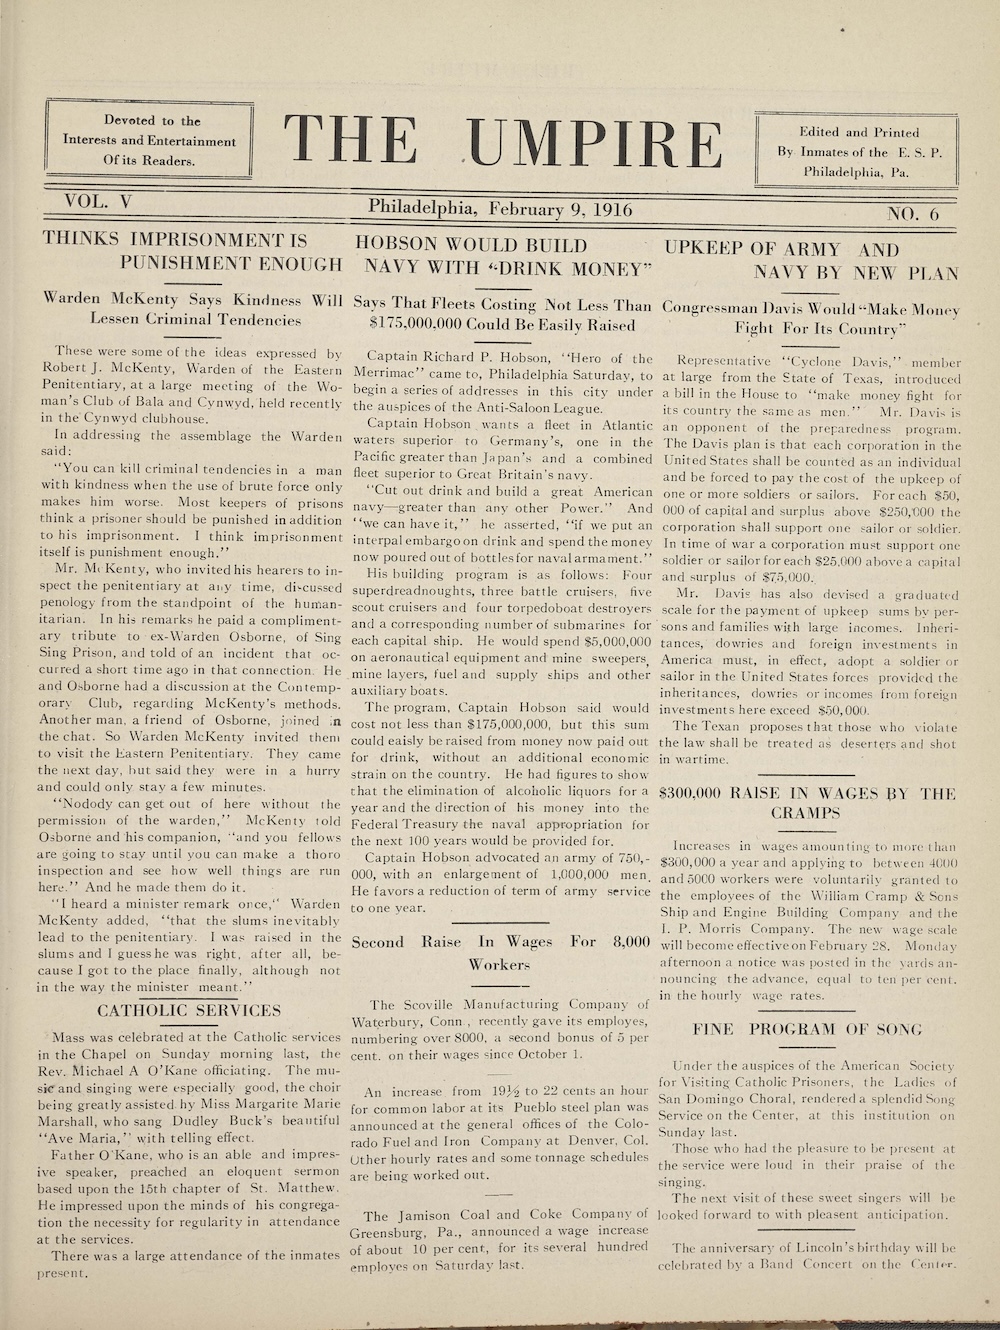 Devoted to the
Interests and Entertainment
Of its Readers.
THE UMPIRE
Edited and Printed
By Inmates of the E. S. P.
Philadelphia, Pa.
VOL. V
Philadelphia, February 9, 1916
NO. 6
THINKS IMPRISONMENT IS
PUNISHMENT ENOUGH
Warden McKenty Says Kindness Will
Lessen Criminal Tendencies
These were some of the ideas expressed by
Robert J. McKenty, Warden of the Eastern
Penitentiary, at a large meeting of the Wo-
man's Club of Bala and Cynwyd, held recently
in the Cynwyd clubhouse.
In addressing the assemblage the Warden
said:
"You can kill criminal tendencies in a man
with kindness when the use of brute force only
makes him worse. Most keepers of prisons
think a prisoner should be punished in addition
to his imprisonment. I think imprisonment
itself is punishment enough."
Mr. McKenty, who invited his hearers to in-
spect the penitentiary at any time, discussed
penology from the standpoint of the human-
itarian. In his remarks he paid a compliment-
ary tribute to ex-Warden Osborne, of Sing
Sing Prison, and told of an incident that oc-
curred a short time ago in that connection. He
and Osborne had a discussion at the Contemp-
orary Club, regarding McKenty's methods.
Another man, a friend of Osborne, joined in
the chat. So Warden McKenty invited them
to visit the Eastern Penitentiary. They came
the next day, but said they were in a hurry
and could only stay a few minutes.
"Nodody can get out of here without the
permission of the warden," McKenty told
Osborne and his companion, "and you fellows
are going to stay until you can make a thoro
inspection and see how well things are run
here." And he made them do it.
"I heard a minister remark once," Warden
McKenty added, "that the slums inevitably
lead to the penitentiary. I was raised in the
slums and I guess he was right, after all, be-
cause I got to the place finally, although not
in the way the minister meant."
CATHOLIC SERVICES
Mass was celebrated at the Catholic services
in the Chapel on Sunday morning last, the
Rev. Michael A O'Kane officiating. The mu-
sic and singing were especially good, the choir
being greatly assisted by Miss Margarite Marie
Marshall, who sang Dudley Buck's beautiful
"Ave Maria," with telling effect.
Father O'Kane, who is an able and impres-
ive speaker, preached an eloquent sermon
based upon the 15th chapter of St. Matthew.
He impressed upon the minds of his congrega-
tion the necessity for regularity in attendance
at the services.
There was a large attendance of the inmates
present.
HOBSON WOULD BUILD
NAVY WITH "DRINK MONEY"
Says That Fleets Costing Not Less Than
$175,000,000 Could Be Easily Raised
Captain Richard P. Hobson, "Hero of the
Merrimac" came to, Philadelphia Saturday, to
begin a series of addresses in this city under
the auspices of the Anti-Saloon League.
Captain Hobson wants a fleet in Atlantic
waters superior to Germany's, one in the
Pacific greater than Japan's and a combined
fleet superior to Great Britain's navy.
"Cut out drink and build a great American
navy—greater than any other Power." And
"we can have it," he asserted, "if we put an
interpal embargo on drink and spend the money
now poured out of bottles for naval armament."
His building program is as follows: Four
superdreadnoughts, three battle cruisers, five
scout cruisers and four torpedoboat destroyers
and a corresponding number of submarines for
each capital ship. He would spend $5,000,000
on aeronautical equipment and mine sweepers,
mine layers, fuel and supply ships and other
auxiliary boats.
The program, Captain Hobson said would
cost not less than $175,000,000, but this sum
could eaisly be raised from money now paid out
for drink, without an additional economic
strain on the country. He had figures to show
that the elimination of alcoholic liquors for a
year and the direction of his money into the
Federal Treasury the naval appropriation for
the next 100 years would be provided for.
Captain Hobson advocated an army of 750,-
000, with an enlargement of 1,000,000 men.
He favors a reduction of term of army service
to one year.
Second Raise In Wages For 8,000
Workers
The Scoville Manufacturing Company of
Waterbury, Conn., recently gave its employes,
numbering over 8000, a second bonus of 5 per
cent. on their wages since October 1.
An increase from 19½ to 22 cents an hour
for common labor at its Pueblo steel plan was
announced at the general offices of the Colo-
rado Fuel and Iron Company at Denver, Col.
Other hourly rates and some tonnage schedules
are being worked out.
The Jamison Coal and Coke Company of
Greensburg, Pa., announced a wage increase
of about 10 per cent, for its several hundred
employes on Saturday last.
UPKEEP OF ARMY AND
NAVY BY NEW PLAN
Congressman Davis Would "Make Money
Fight For Its Country"
Representative "Cyclone Davis," member
at large from the State of Texas, introduced
a bill in the House to "make money fight for
its country the same as men." Mr. Davis is
an opponent of the preparedness program.
The Davis plan is that each corporation in the
United States shall be counted as an individual
and be forced to pay the cost of the upkeep of
one or more soldiers or sailors. For each $50,
000 of capital and surplus above $250,000 the
corporation shall support one sailor or soldier.
In time of war a corporation must support one
soldier or sailor for each $25,000 above a capital
and surplus of $75,000.
Mr. Davis has also devised a graduated
scale for the payment of upkeep sums by per-
sons and families with large incomes. Inheri-
tances, dowries and foreign investments in
America must, in effect, adopt a soldier or
sailor in the United States forces provided the
inheritances, dowries or incomes from foreign
investments here exceed $50,000.
The Texan proposes that those who violate
the law shall be treated as deserters and shot
in wartime.
$300,000 RAISE IN WAGES BY THE
CRAMPS
Increases in wages amounting to more than
$300,000 a year and applying to between 4000
and 5000 workers were voluntarily granted to
the employees of the William Cramp & Sons
Ship and Engine Building Company and the
I. P. Morris Company. The new wage scale
will become effective on February 28. Monday
afternoon a notice was posted in the yards an-
nouncing the advance, equal to ten per cent.
in the hourly wage rates.
FINE PROGRAM OF SONG
Under the auspices of the American Society
for Visiting Catholic Prisoners, the Ladies of
San Domingo Choral, rendered a splendid Song
Service on the Center, at this institution on
Sunday last.
Those who had the pleasure to be present at
the service were loud in their praise of the
singing.
The next visit of these sweet singers will be
looked forward to with pleasent anticipation.
The anniversary of Lincoln's birthday will be
celebrated by a Band Concert on the Center.